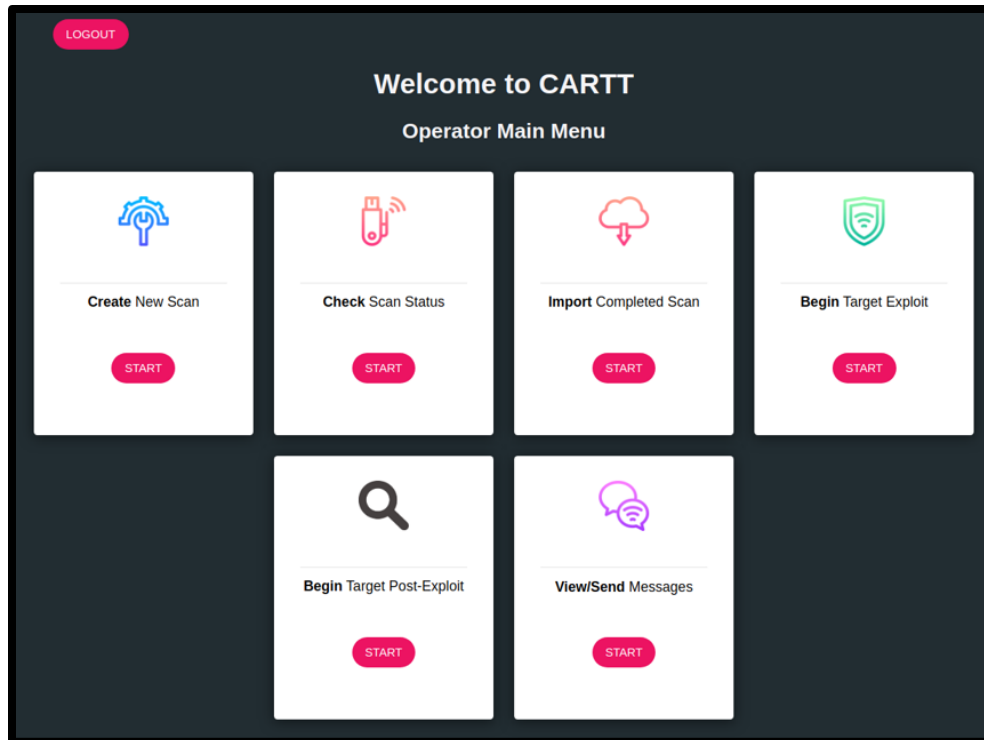 LOGOUT
Welcome to CARTT
Operator Main Menu
Create New Scan
Check Scan Status
Import Completed Scan
Begin Target Exploit
START
START
START
START
Begin Target Post-Exploit
View/Send Messages
START
START